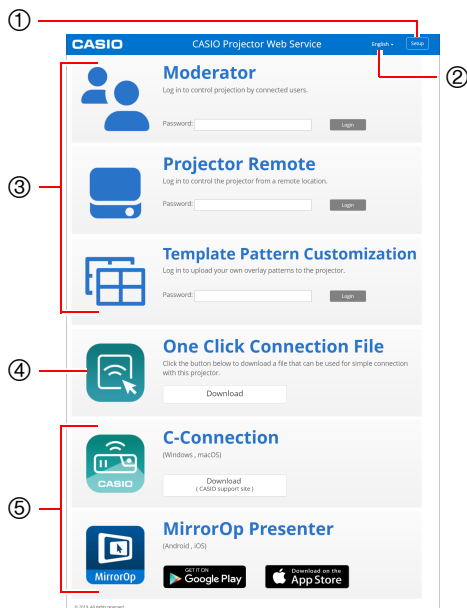 ①
CASIO CASIO Projector Web Service English Setup
②
Moderator
Log in to control projection by connected users.
Password: Login
③
Projector Remote
Log in to control the projector from a remote location.
Password: Login
Template Pattern Customization
Log in to upload your own overlay patterns to the projector.
Password: Login
④
One Click Connection File
Click the button below to download a file that can be used for simple connection
with this projector.
Download
⑤
CASIO
C-Connection
(Windows , macOS)
Download
( CASIO support site )
MirrorOp
MirrorOp Presenter
(Android , iOS)
GET IT ON
Google Play
Download on the
App Store
© 2019. All rights reserved